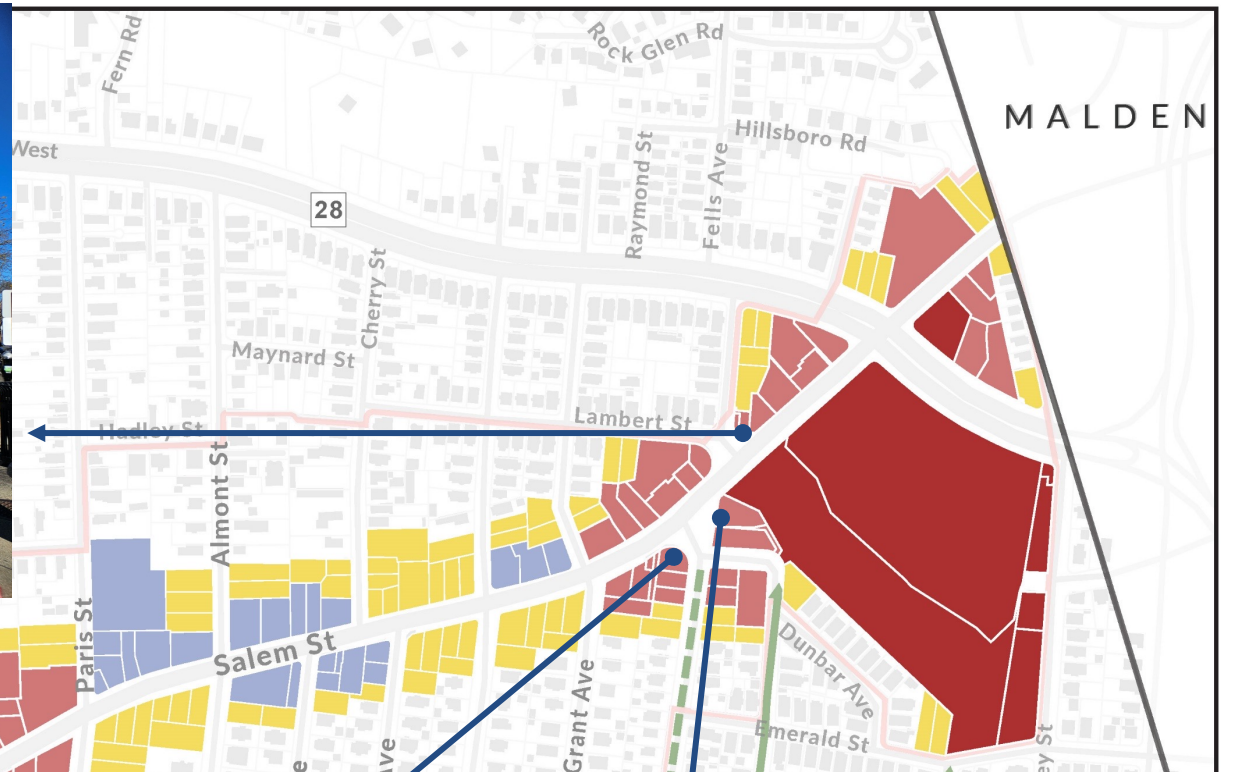 Fern Rd
Rock Glen Rd
MALDEN
West
Hillsboro Rd
28
Raymond St
Fells Ave
Cherry St
Maynard St
Lambert St
Hadley St
Almont St
Paris St
Salem St
Grant Ave
Dunbar Ave
Emerald St